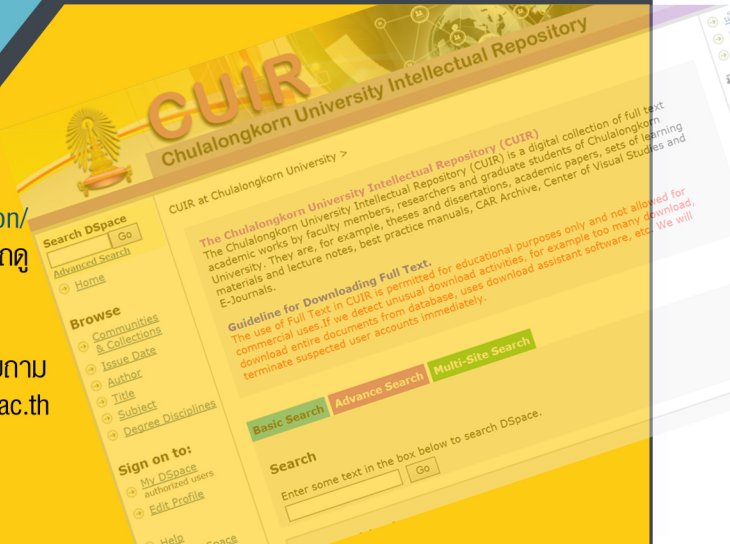 on/
ถดู
ถาม
ac.th
CUIR
Chulalongkorn University Intellectual Repository
CUIR at Chulalongkorn University >
Search DSpace
Go
Advanced Search
Home
Browse
Communities
& Collections
Issue Date
Author
Title
Subject
Degree Disciplines
Sign on to:
My DSpace
authorized users
Edit Profile
Help
The Chulalongkorn University Intellectual Repository (CUIR)
The Chulalongkorn University Intellectual Repository (CUIR) is a digital collection of full text
academic works by faculty members, researchers and graduate students of Chulalongkorn
University. They are, for example, theses and dissertations, academic papers, sets of learning
materials and lecture notes, best practice manuals, CAR Archive, Center of Visual Studies and
E-Journals.
Guideline for Downloading Full Text.
The use of Full Text in CUIR is permitted for educational purposes only and not allowed for
commercial uses.If we detect unusual download activities, for example too many download,
download entire documents from database, uses download assistant software, etc. We will
terminate suspected user accounts immediately.
Basic Search Advance Search Multi-Site Search
Search
Enter some text in the box below to search DSpace.
Go